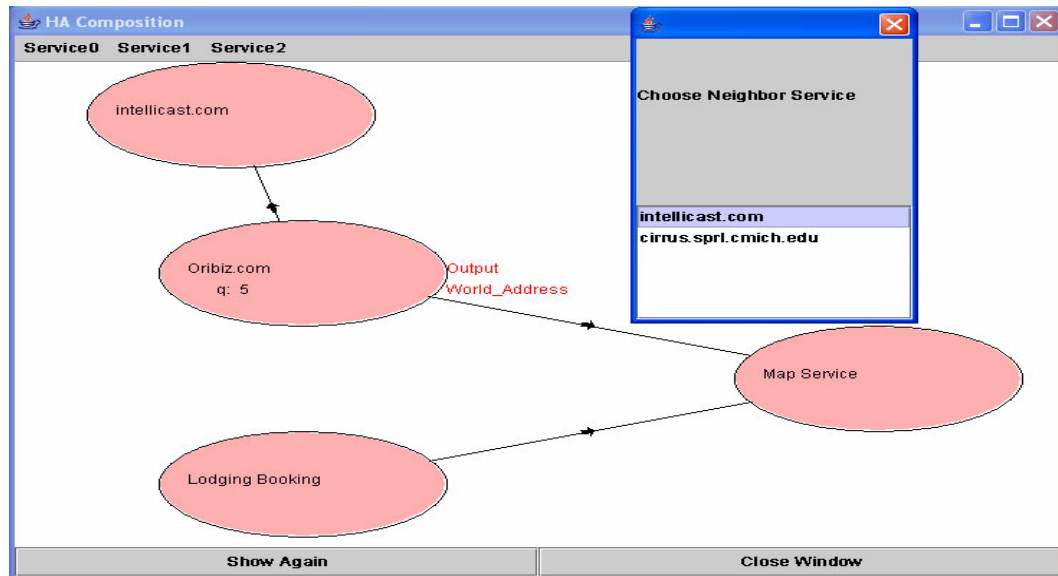 HA Composition
Service0 Service1 Service2
intellicast.com
Oribiz.com
q: 5
Output
World_Address
Map Service
Lodging Booking
Choose Neighbor Service
intellicast.com
cirrus.sprl.cmich.edu
Show Again
Close Window